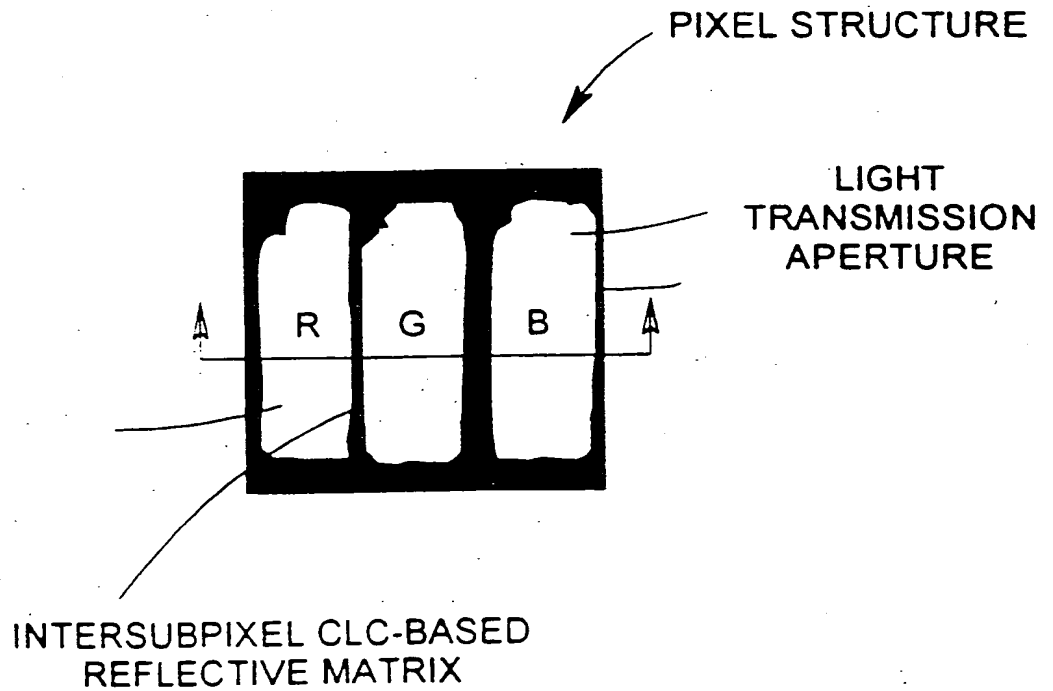 PIXEL STRUCTURE
LIGHT
TRANSMISSION
APERTURE
R G B
INTERSUBPIXEL CLC-BASED
REFLECTIVE MATRIX